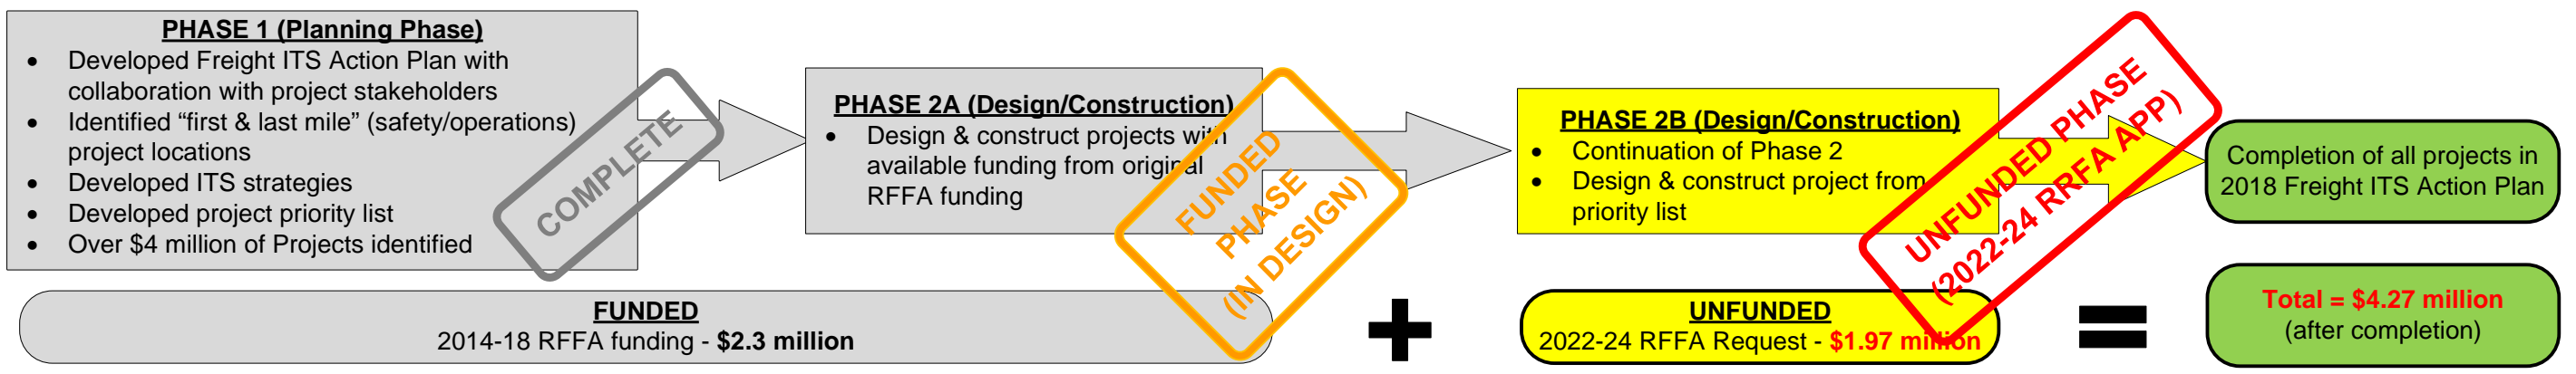 PHASE 1 (Planning Phase)
• Developed Freight ITS Action Plan with
collaboration with project stakeholders
• Identified “first & last mile” (safety/operations)
project locations
• Developed ITS strategies
• Developed project priority list
• Over $4 million of Projects identified
COMPLETE
PHASE 2A (Design/Construction)
• Design & construct projects with
available funding from original
RFFA funding
FUNDED
PHASE
(IN DESIGN)
PHASE 2B (Design/Construction)
• Continuation of Phase 2
• Design & construct project from
priority list
UNFUNDED PHASE
(2022-24 RRFA APP)
Completion of all projects in
2018 Freight ITS Action Plan
FUNDED
2014-18 RFFA funding - $2.3 million
+
UNFUNDED
2022-24 RFFA Request - $1.97 million
=
Total = $4.27 million
(after completion)